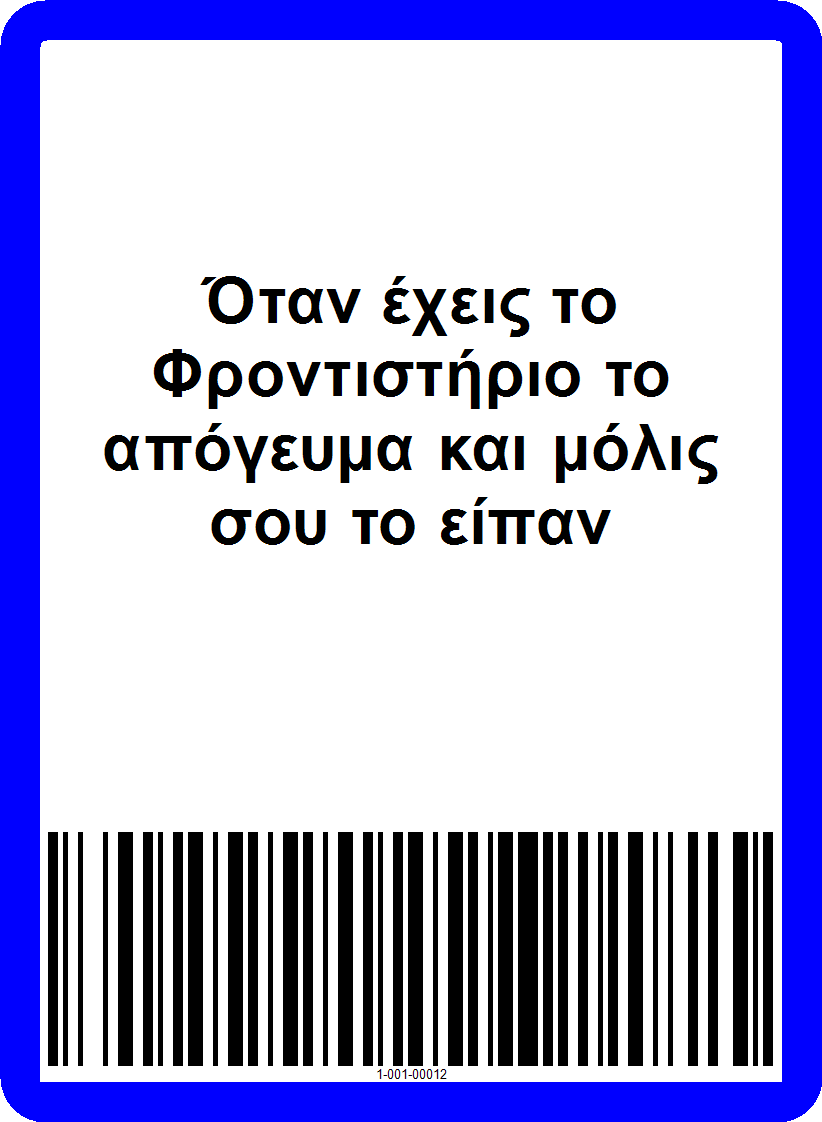 Όταν έχεις το
Φροντιστήριο το
απόγευμα και μόλις
σου το είπαν
1-001-00012